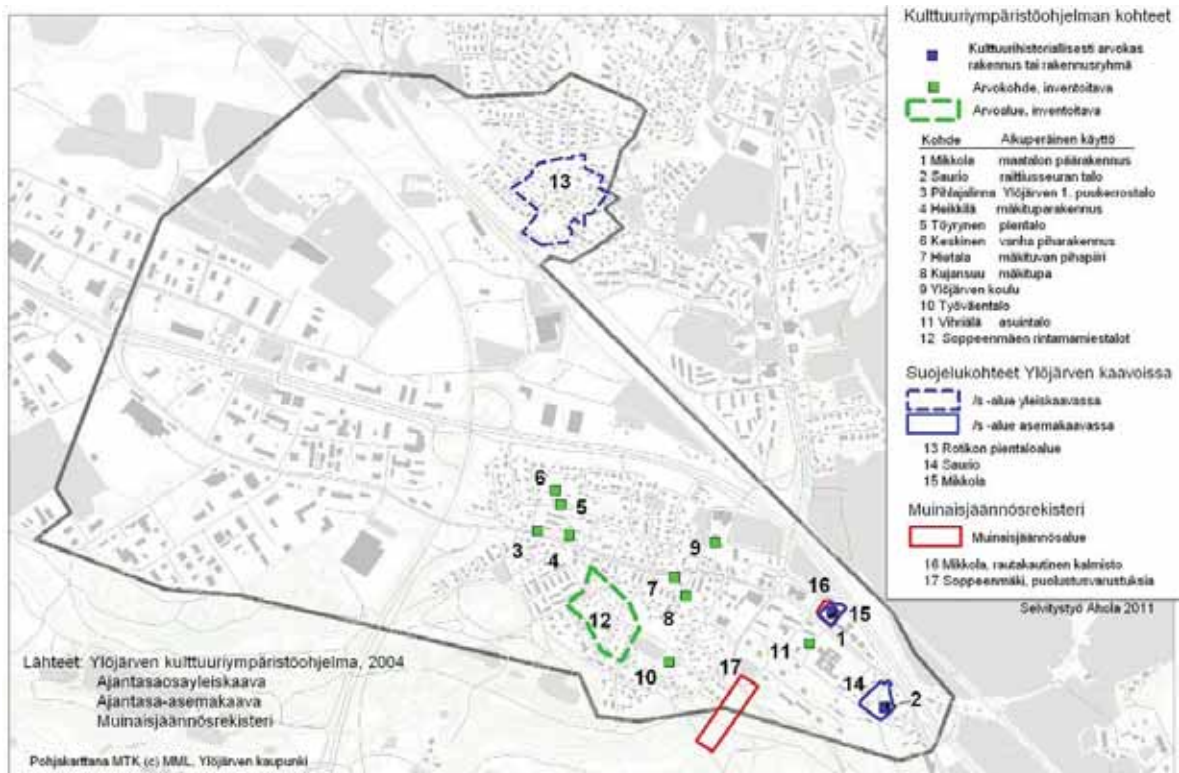 Kulttuuriympäristöohjelman kohteet
Kulttuurihistoriallisesti arvokas
rakennus tai rakennusryhmä
Arvokohde, inventoitava
Arvoalue, inventoitava
Kohde Alkuperäinen käyttö
1 Mikkola maatalon päärakennus
2 Saurio raittiusseuran talo
3 Pihlajalinna Ylöjärven 1. puukerrostalo
4 Heikkilä mäkituparakennus
5 Töyrynen pientalo
6 Keskinen vanha piharakennus
7 Hietala mäkituvan pihapiiri
8 Kujansuu mäkitupa
9 Ylöjärven koulu
10 Työväentalo
11 Vihriälä asuintalo
12 Soppeenmäen rintamamiestalot
Suojelukohteet Ylöjärven kaavoissa
/s -alue yleiskaavassa
/s -alue asemakaavassa
13 Rotikon pientaloalue
14 Saurio
15 Mikkola
Muinaisjäännösrekisteri
Muinaisjäännösalue
16 Mikkola, rautakautinen kalmisto
17 Soppeenmäki, puolustusvarustuksia
Selvitystyö Ahola 2011
13
6
5
3
4
9
7
8
12
16
15
1
11
10
17
14
2
Lähteet: Ylöjärven kulttuuriympäristöohjelma, 2004
Ajantasaosayleiskaava
Ajantasa-asemakaava
Muinaisjäännösrekisteri
Pohjakarttana MTK (c) MML, Ylöjärven kaupunki